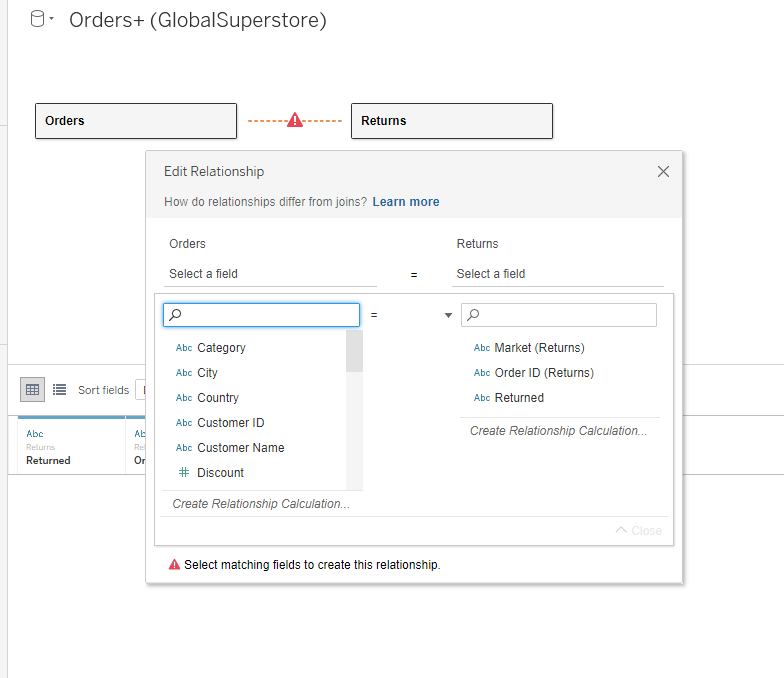 Orders+ (GlobalSuperstore)
Orders
Returns
Edit Relationship
How do relationships differ from joins? Learn more
Orders Returns
Select a field = Select a field
=
Abc Category
Abc City
Abc Country
Abc Customer ID
Abc Customer Name
# Discount
Create Relationship Calculation...
Abc Market (Returns)
Abc Order ID (Returns)
Abc Returned
Create Relationship Calculation...
Close
Select matching fields to create this relationship.
Sort fields
Abc
Returns
Returned